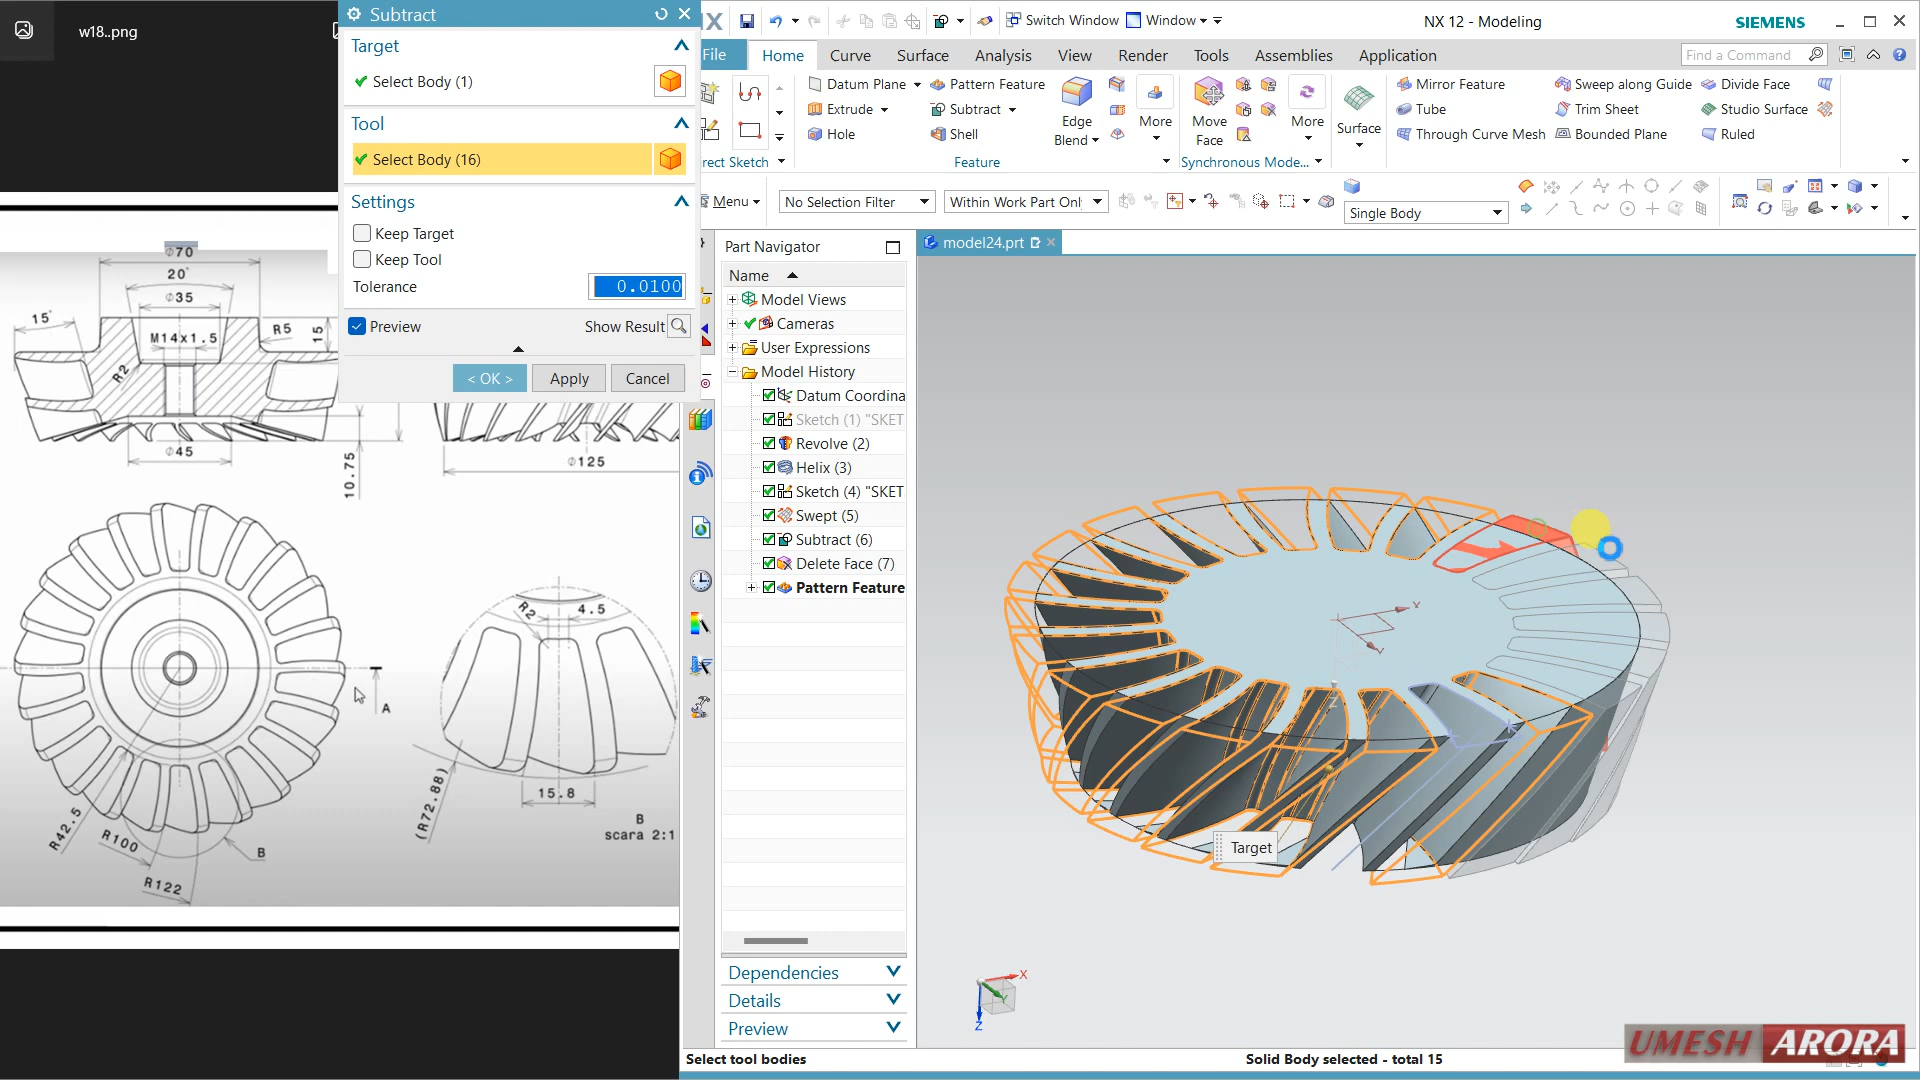 w18..png
Subtract
Target
Select Body (1)
Tool
Select Body (16)
Settings
Keep Target
Keep Tool
Tolerance
0.0100
Preview
Show Result
< OK >
Apply
Cancel
NX
Switch Window
Window
NX 12 - Modeling
SIEMENS
File
Home
Curve
Surface
Analysis
View
Render
Tools
Assemblies
Application
Find a Command
Datum Plane
Pattern Feature
Extrude
Subtract
Hole
Shell
Edge
Blend
More
Move
Face
More
Surface
Mirror Feature
Sweep along Guide
Divide Face
Tube
Trim Sheet
Studio Surface
Through Curve Mesh
Bounded Plane
Ruled
rect Sketch
Feature
Synchronous Mode...
Menu
No Selection Filter
Within Work Part Onl
Single Body
Part Navigator
model24.prt
Name
Model Views
Cameras
User Expressions
Model History
Datum Coordina
Sketch (1) "SKET
Revolve (2)
Helix (3)
Sketch (4) "SKET
Swept (5)
Subtract (6)
Delete Face (7)
Pattern Feature
Dependencies
Details
Preview
Select tool bodies
Solid Body selected - total 15
Target
X
Y
Z
Y
Z
UMESH ARORA
⌀70
20°
⌀35
15°
M14x1.5
R5
15
R2
⌀45
10.75
⌀125
A
R42.5
R100
R122
B
R2
4.5
15.8
(R72.88)
B
scara 2:1